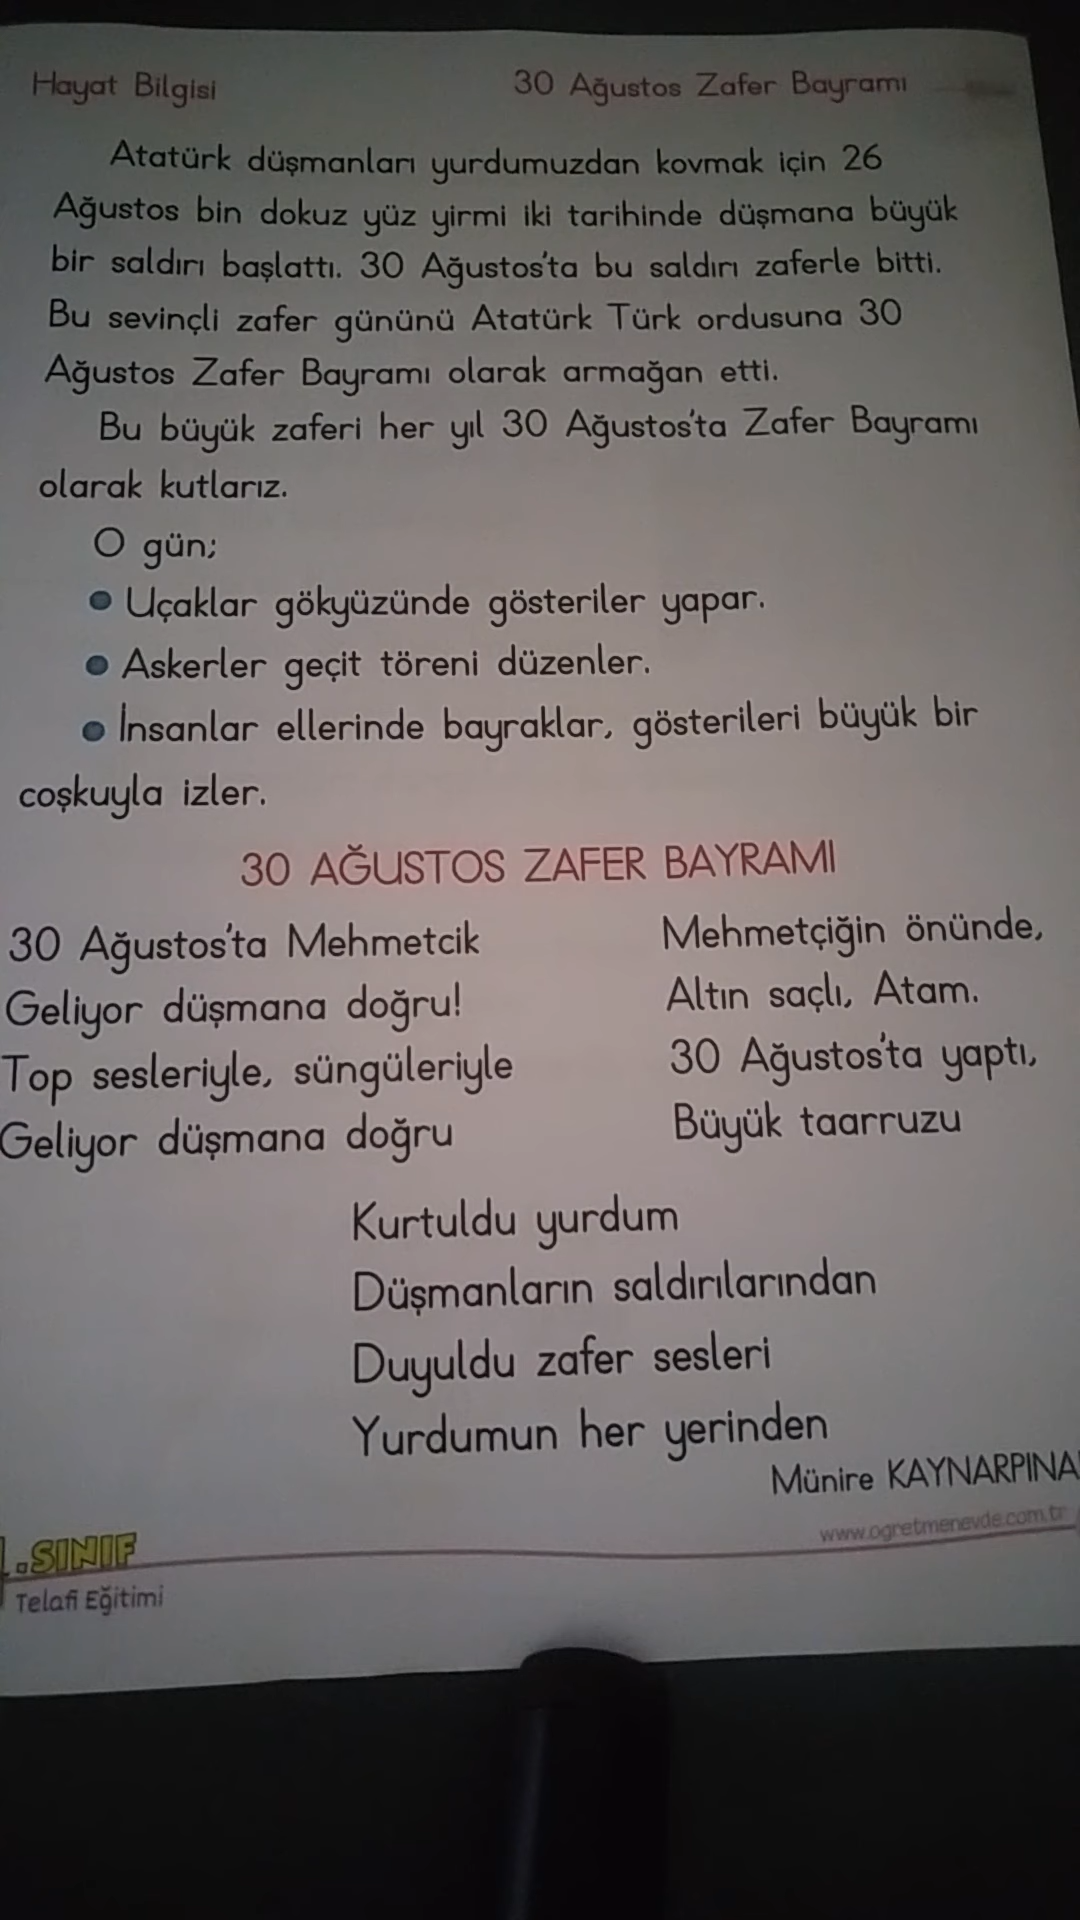 Hayat Bilgisi
30 Ağustos Zafer Bayramı
Atatürk düşmanları yurdumuzdan kovmak için 26
Ağustos bin dokuz yüz yirmi iki tarihinde düşmana büyük
bir saldırı başlattı. 30 Ağustos'ta bu saldırı zaferle bitti.
Bu sevinçli zafer gününü Atatürk Türk ordusuna 30
Ağustos Zafer Bayramı olarak armağan etti.
Bu büyük zaferi her yıl 30 Ağustos'ta Zafer Bayramı
olarak kutlarız.
O gün;
• Uçaklar gökyüzünde gösteriler yapar.
• Askerler geçit töreni düzenler.
• İnsanlar ellerinde bayraklar, gösterileri büyük bir
coşkuyla izler.
30 AĞUSTOS ZAFER BAYRAMI
30 Ağustos'ta Mehmetcik
Geliyor düşmana doğru!
Top sesleriyle, süngüleriyle
Geliyor düşmana doğru
Mehmetçiğin önünde,
Altın saçlı, Atam.
30 Ağustos'ta yaptı,
Büyük taarruzu
Kurtuldu yurdum
Düşmanların saldırılarından
Duyuldu zafer sesleri
Yurdumun her yerinden
Münire KAYNARPINA
www.ogretmenevde.com.tr
.SINIF
Telafi Eğitimi